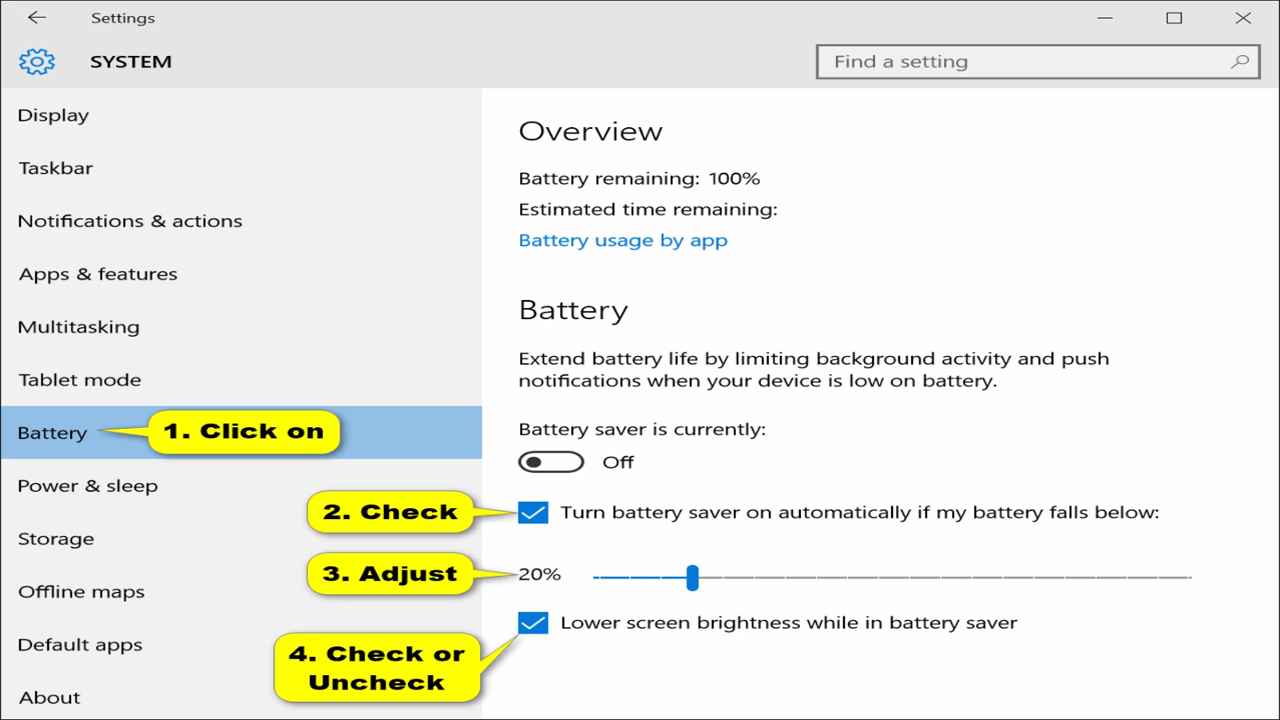 Settings
SYSTEM
Find a setting
Display
Taskbar
Notifications & actions
Apps & features
Multitasking
Tablet mode
Battery
1. Click on
Power & sleep
Storage
Offline maps
Default apps
About
Overview
Battery remaining: 100%
Estimated time remaining:
Battery usage by app
Battery
Extend battery life by limiting background activity and push
notifications when your device is low on battery.
Battery saver is currently:
Off
2. Check
Turn battery saver on automatically if my battery falls below:
3. Adjust
20%
Lower screen brightness while in battery saver
4. Check or
Uncheck